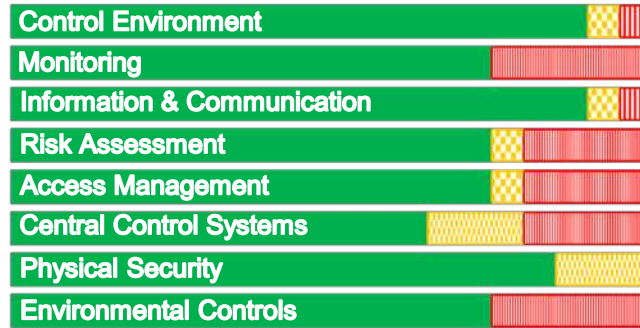 Control Environment
Monitoring
Information & Communication
Risk Assessment
Access Management
Central Control Systems
Physical Security
Environmental Controls